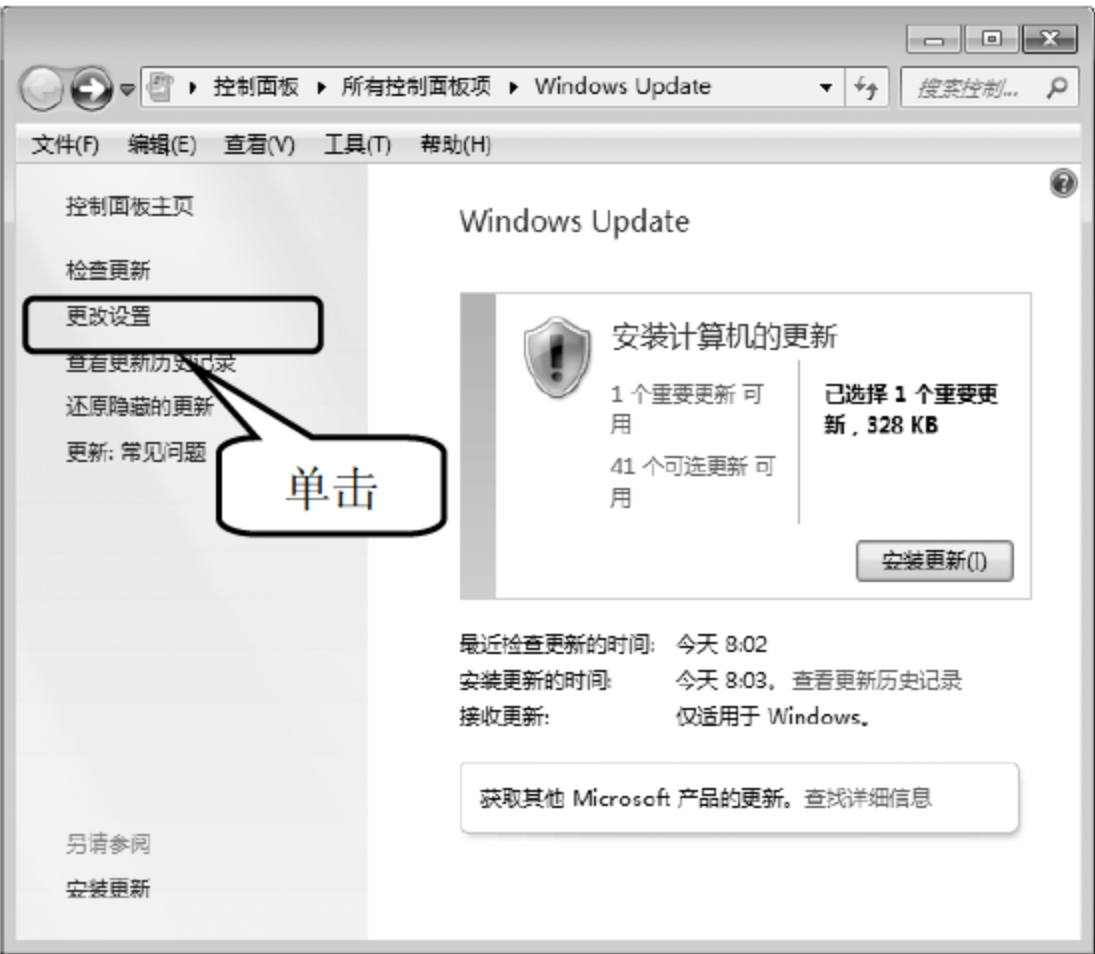 控制面板 ▸ 所有控制面板项 ▸ Windows Update
搜索控制...
文件(F) 编辑(E) 查看(V) 工具(T) 帮助(H)
控制面板主页
检查更新
更改设置
查看更新历史记录
还原隐藏的更新
更新: 常见问题
单击
另请参阅
安装更新
Windows Update
安装计算机的更新
1 个重要更新 可
用
41 个可选更新 可
用
已选择 1 个重要更
新，328 KB
安装更新(I)
最近检查更新的时间: 今天 8:02
安装更新的时间: 今天 8:03。查看更新历史记录
接收更新: 仅适用于 Windows。
获取其他 Microsoft 产品的更新。查找详细信息